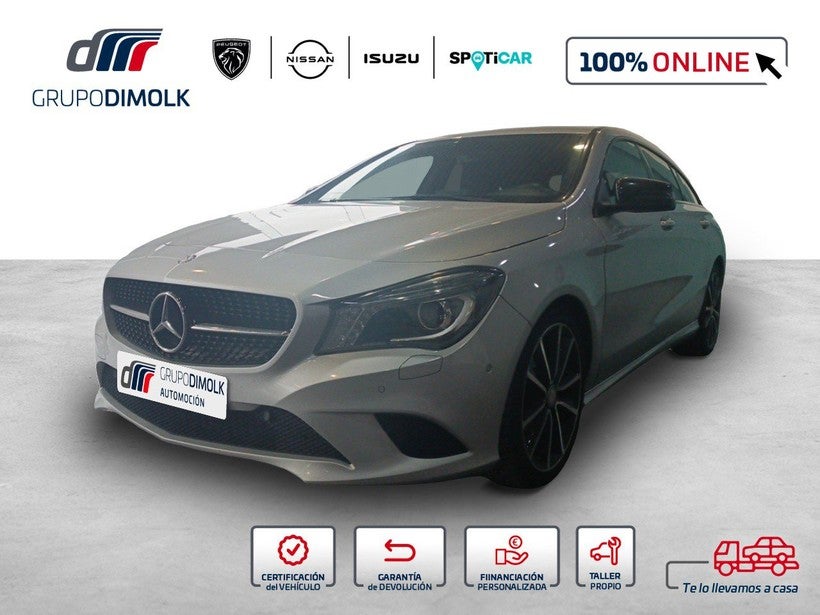 PEUGEOT
NISSAN
ISUZU
SPOTiCAR
100% ONLINE
GRUPODIMOLK
GRUPODIMOLK
AUTOMOCIÓN
CERTIFICACIÓN
del VEHÍCULO
GARANTÍA
de DEVOLUCIÓN
FIINANCIACIÓN
PERSONALIZADA
TALLER
PROPIO
Te lo llevamos a casa